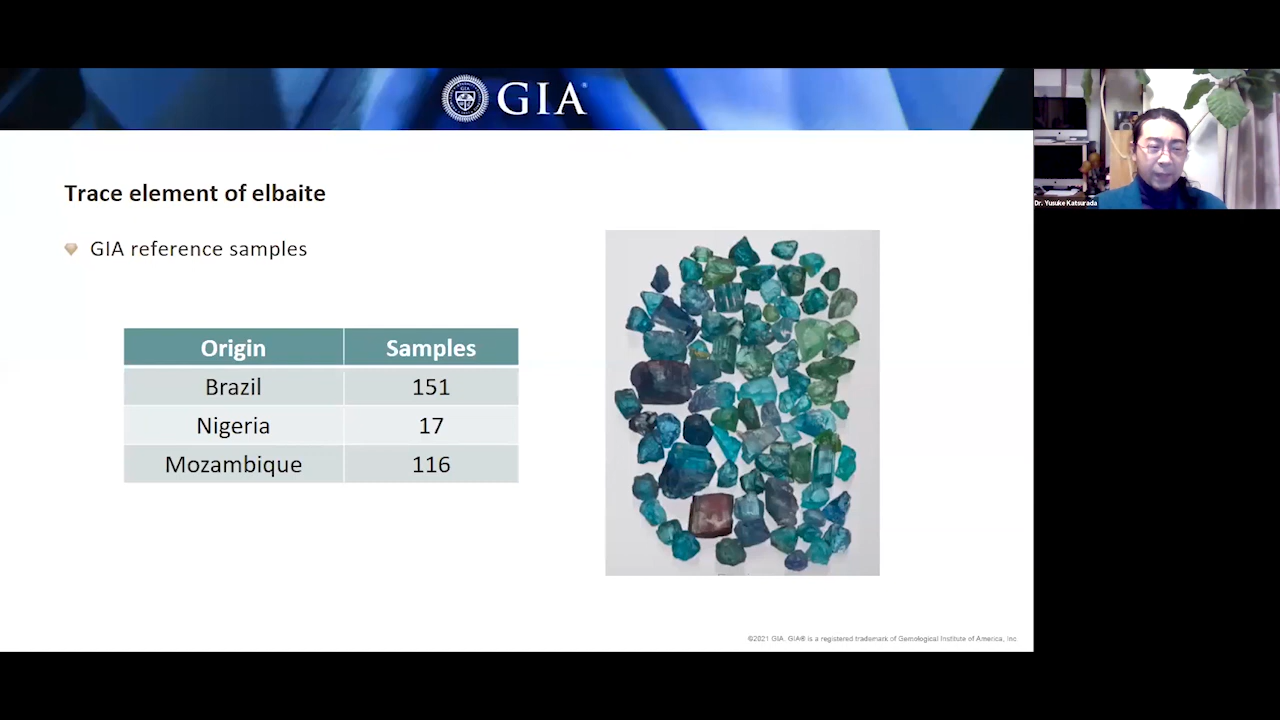 GIA
Dr. Yusuke Katsurada
Trace element of elbaite
GIA reference samples
Origin Samples
Brazil 151
Nigeria 17
Mozambique 116
©2021 GIA. GIA® is a registered trademark of Gemological Institute of America, Inc